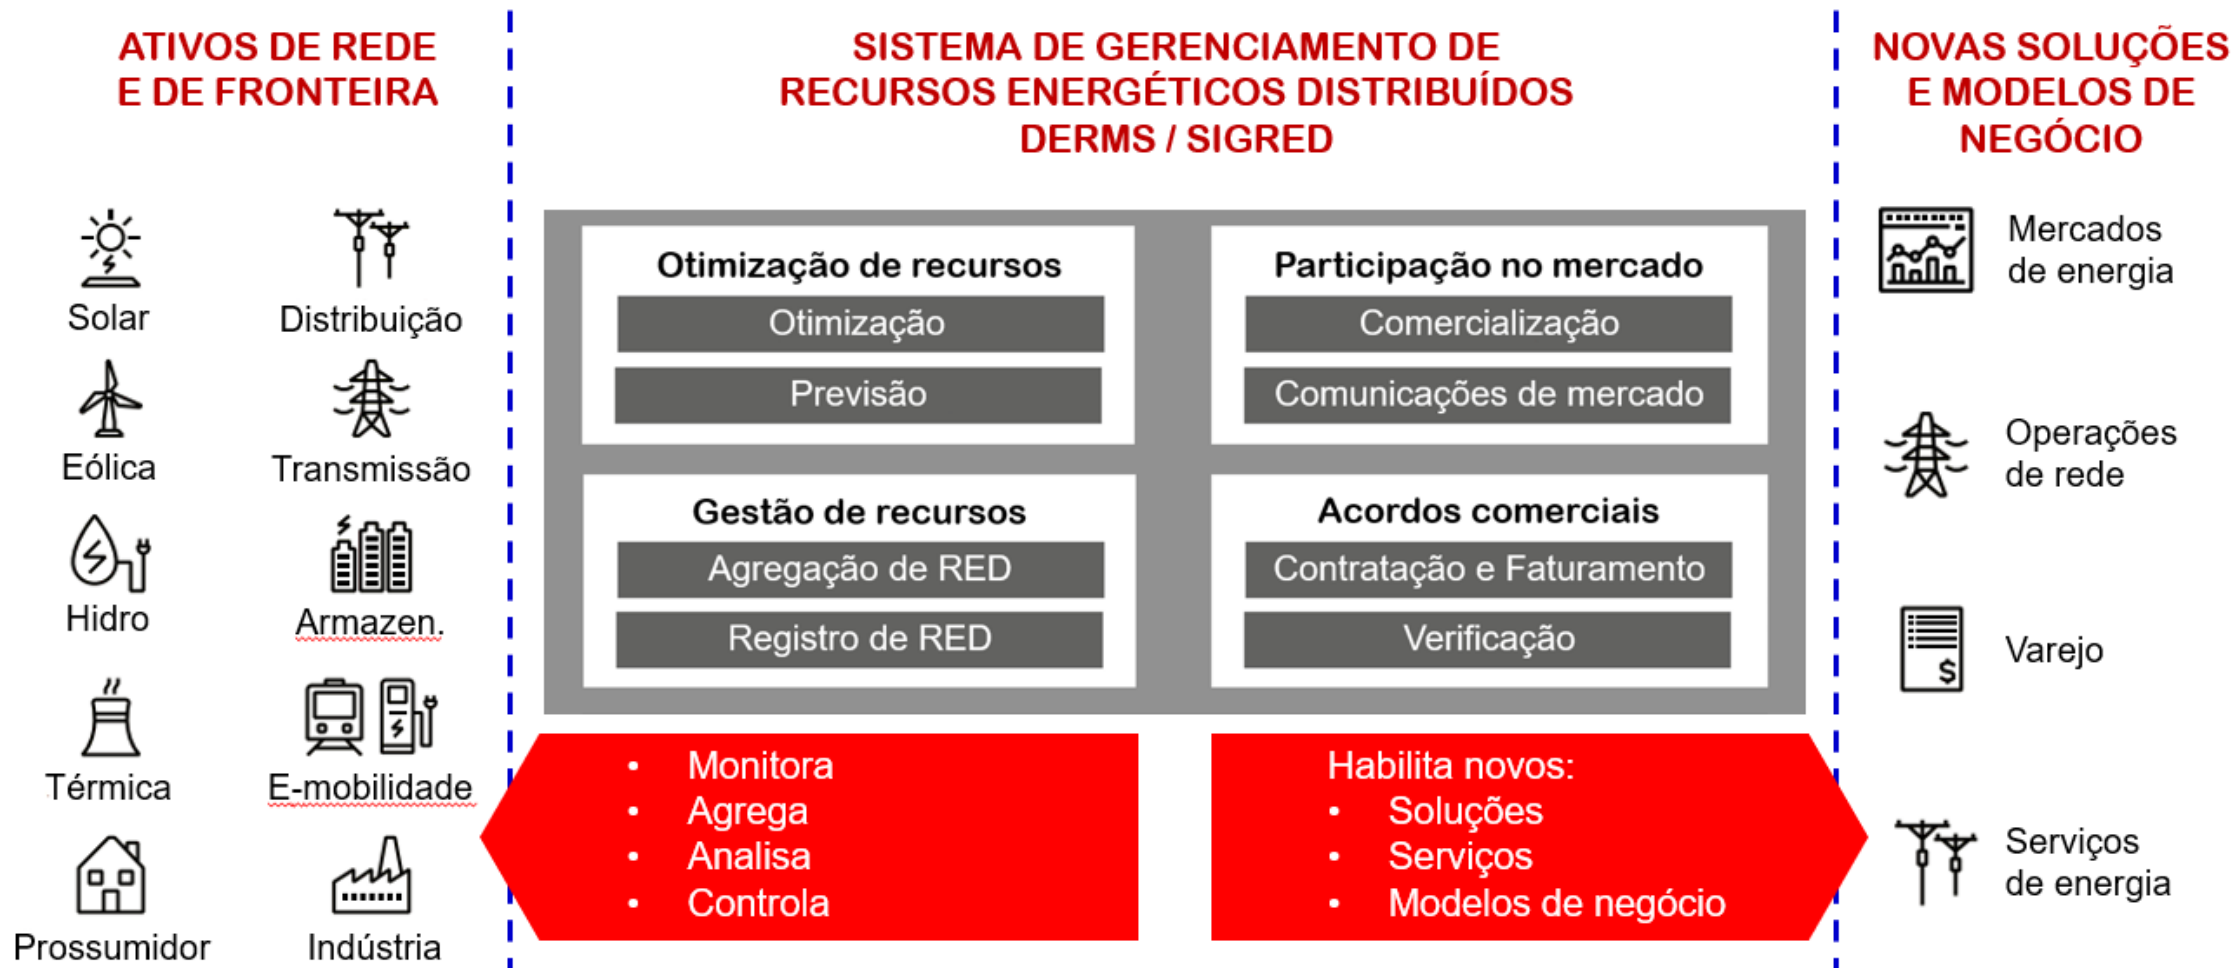 ATIVOS DE REDE
E DE FRONTEIRA
Solar
Distribuição
Eólica
Transmissão
Hidro
Armazen.
Térmica
E-mobilidade
Prossumidor
Indústria
SISTEMA DE GERENCIAMENTO DE
RECURSOS ENERGÉTICOS DISTRIBUÍDOS
DERMS / SIGRED
Otimização de recursos
Otimização
Previsão
Participação no mercado
Comercialização
Comunicações de mercado
Gestão de recursos
Agregação de RED
Registro de RED
Acordos comerciais
Contratação e Faturamento
Verificação
• Monitora
• Agrega
• Analisa
• Controla
Habilita novos:
• Soluções
• Serviços
• Modelos de negócio
NOVAS SOLUÇÕES
E MODELOS DE
NEGÓCIO
Mercados
de energia
Operações
de rede
$
Varejo
Serviços
de energia